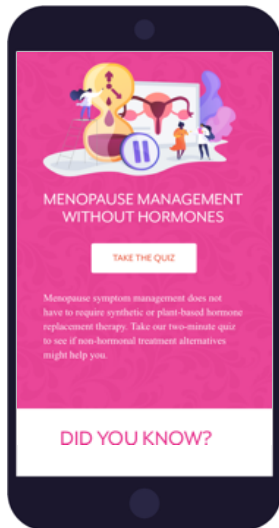 MENOPAUSE MANAGEMENT
WITHOUT HORMONES
TAKE THE QUIZ
Menopause symptom management does not
have to require synthetic or plant-based hormone
replacement therapy. Take our two-minute quiz
to see if non-hormonal treatment alternatives
might help you.
DID YOU KNOW?